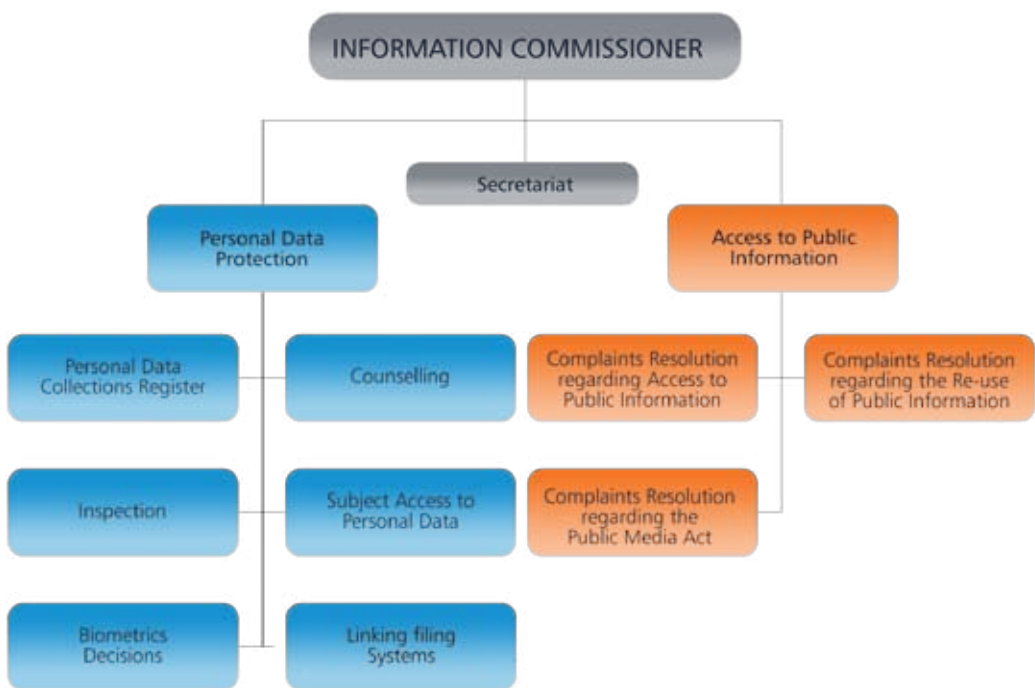 INFORMATION COMMISSIONER
Secretariat
Personal Data
Protection
Access to Public
Information
Personal Data
Collections Register
Counselling
Complaints Resolution
regarding Access to
Public Information
Complaints Resolution
regarding the Re-use
of Public Information
Inspection
Subject Access to
Personal Data
Complaints Resolution
regarding the
Public Media Act
Biometrics
Decisions
Linking filing
Systems